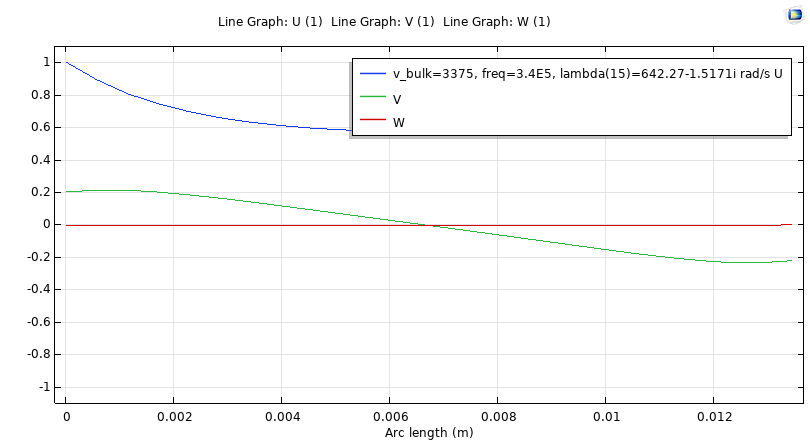 Line Graph: U (1)  Line Graph: V (1)  Line Graph: W (1)
v_bulk=3375, freq=3.4E5, lambda(15)=642.27-1.5171i rad/s U
V
W
1
0.8
0.6
0.4
0.2
0
-0.2
-0.4
-0.6
-0.8
-1
0 0.002 0.004 0.006 0.008 0.01 0.012
Arc length (m)